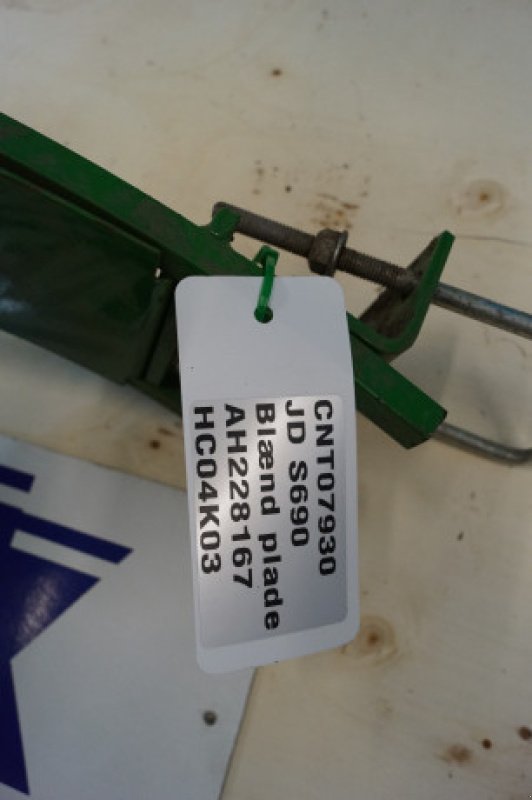 CNT07930
JD S690
Blænd plade
AH228167
HC04K03